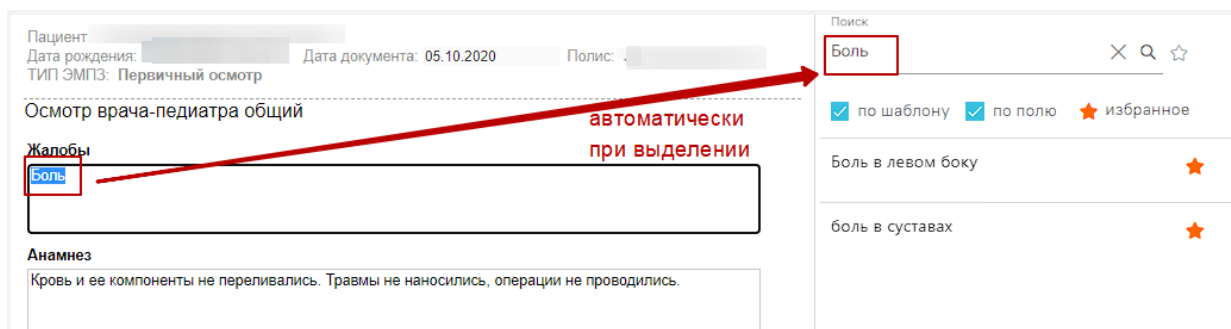 Пациент
Дата рождения: Дата документа: 05.10.2020 Полис:
ТИП ЭМПЗ: Первичный осмотр
Осмотр врача-педиатра общий
Жалобы
Боль
автоматически
при выделении
Анамнез
Кровь и ее компоненты не переливались. Травмы не наносились, операции не проводились.
Поиск
Боль
по шаблону по полю избранное
Боль в левом боку
боль в суставах